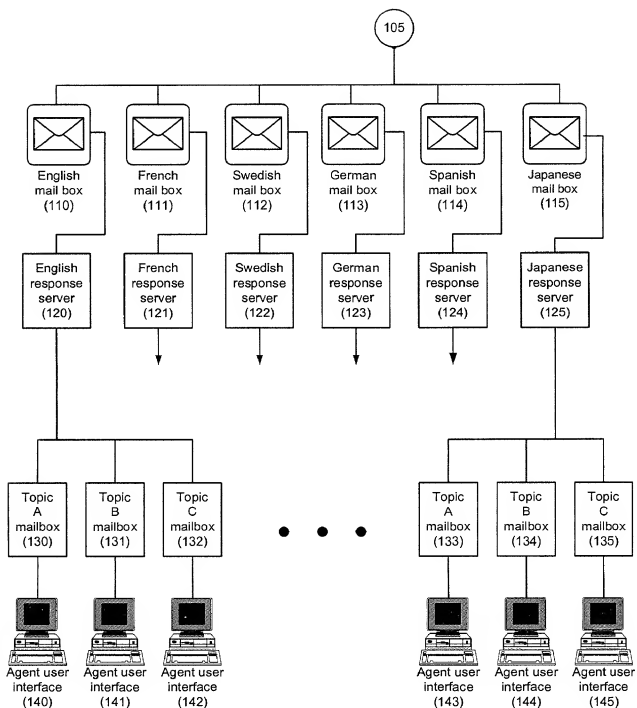 105
English
mail box
(110)
French
mail box
(111)
Swedish
mail box
(112)
German
mail box
(113)
Spanish
mail box
(114)
Japanese
mail box
(115)
English
response
server
(120)
French
response
server
(121)
Swedish
response
server
(122)
German
response
server
(123)
Spanish
response
server
(124)
Japanese
response
server
(125)
Topic
A
mailbox
(130)
Topic
B
mailbox
(131)
Topic
C
mailbox
(132)
Topic
A
mailbox
(133)
Topic
B
mailbox
(134)
Topic
C
mailbox
(135)
Agent user
interface
(140)
Agent user
interface
(141)
Agent user
interface
(142)
Agent user
interface
(143)
Agent user
interface
(144)
Agent user
interface
(145)